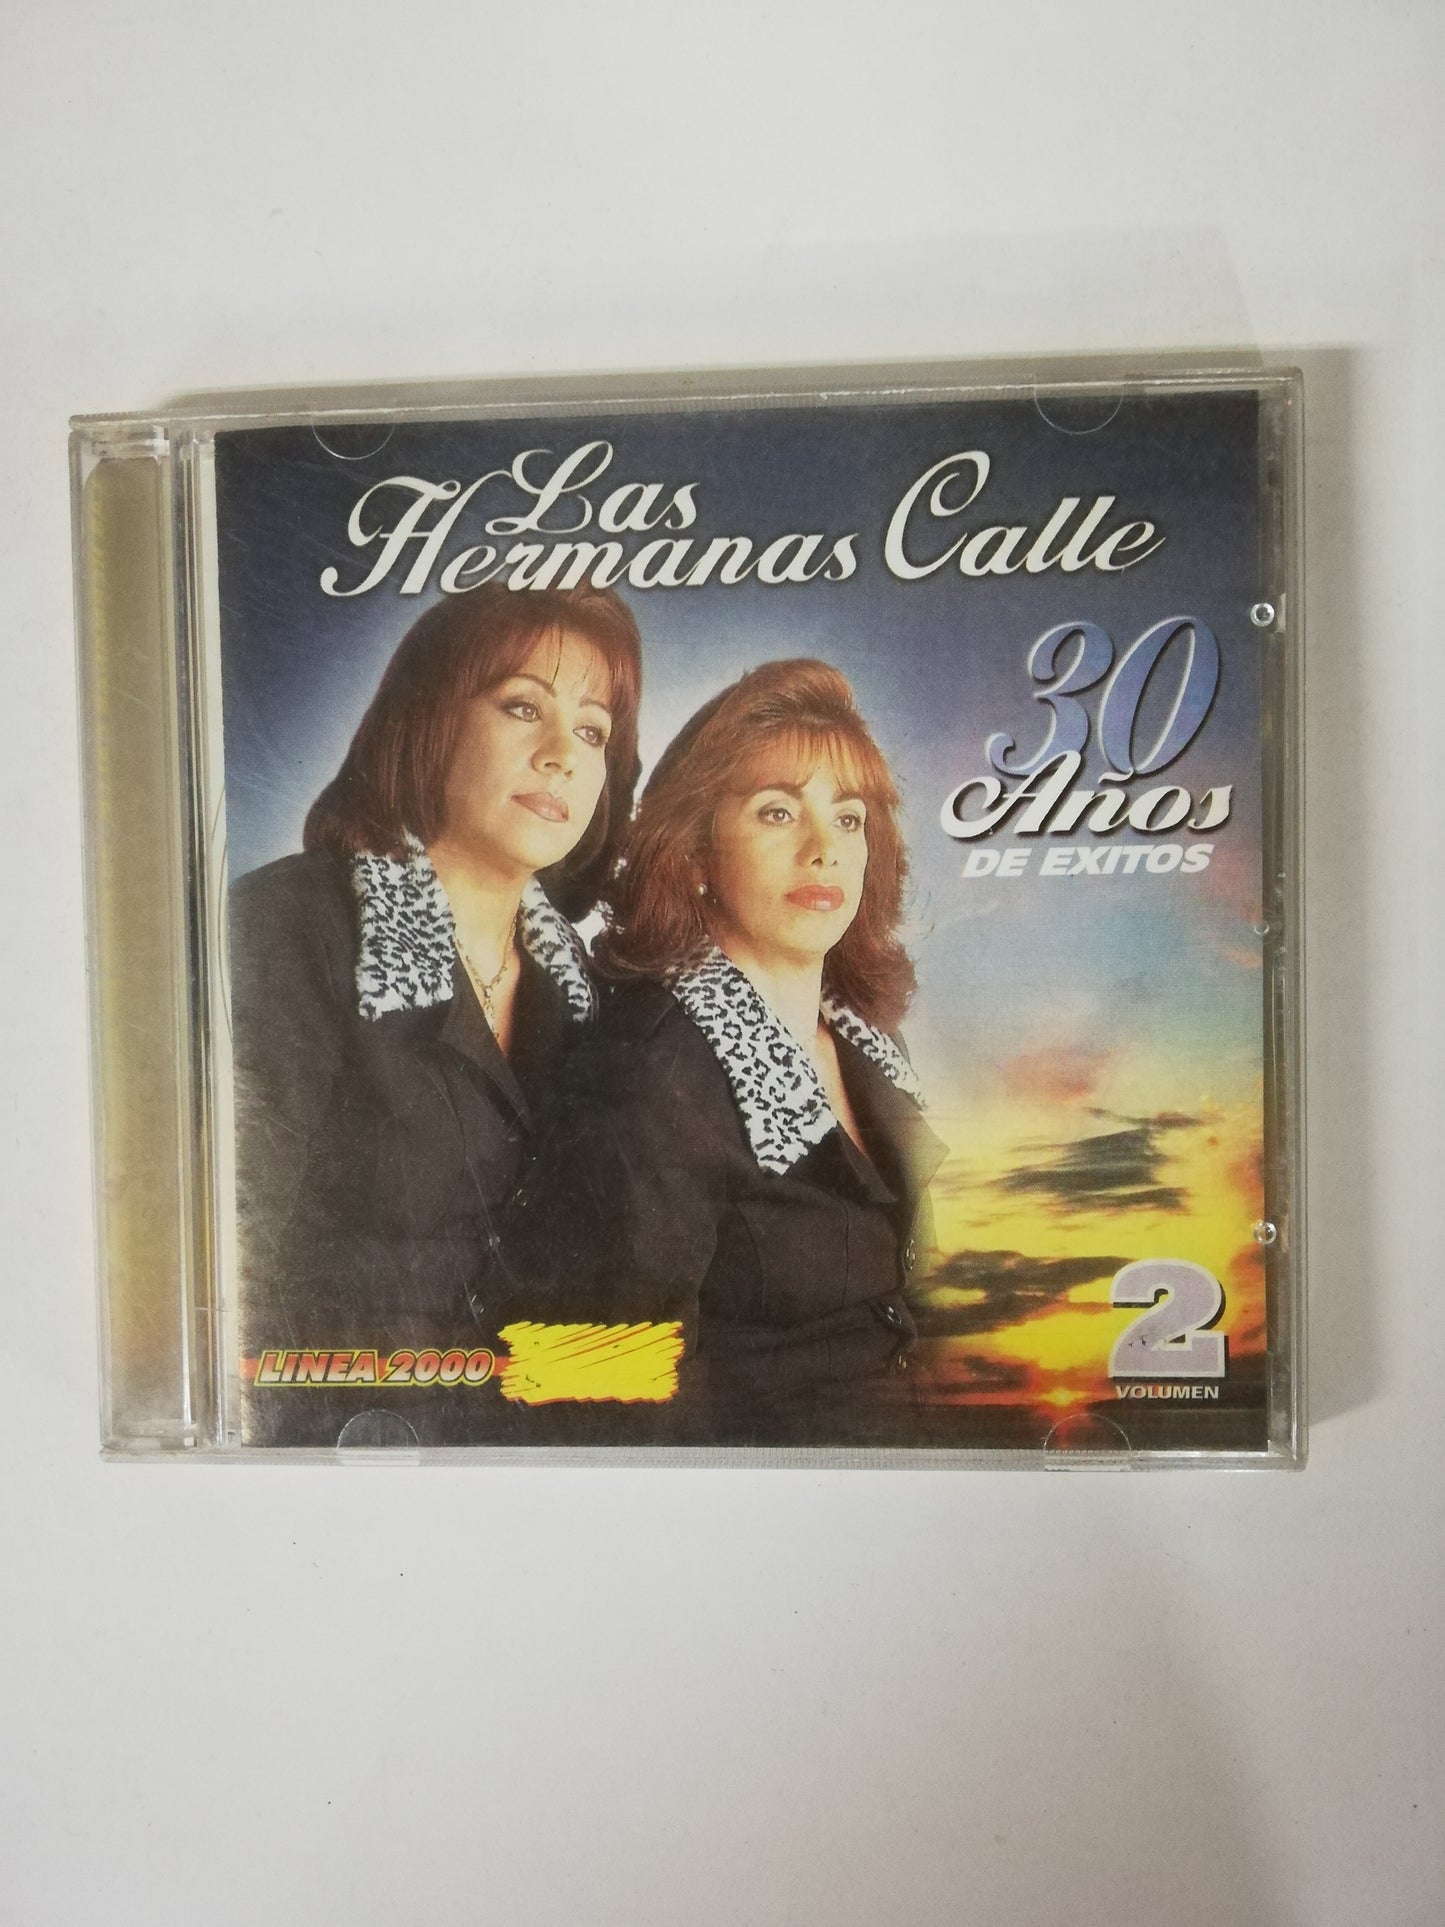 Las
Hermanas Calle
30
Años
DE EXITOS
LINEA 2000
2
VOLUMEN